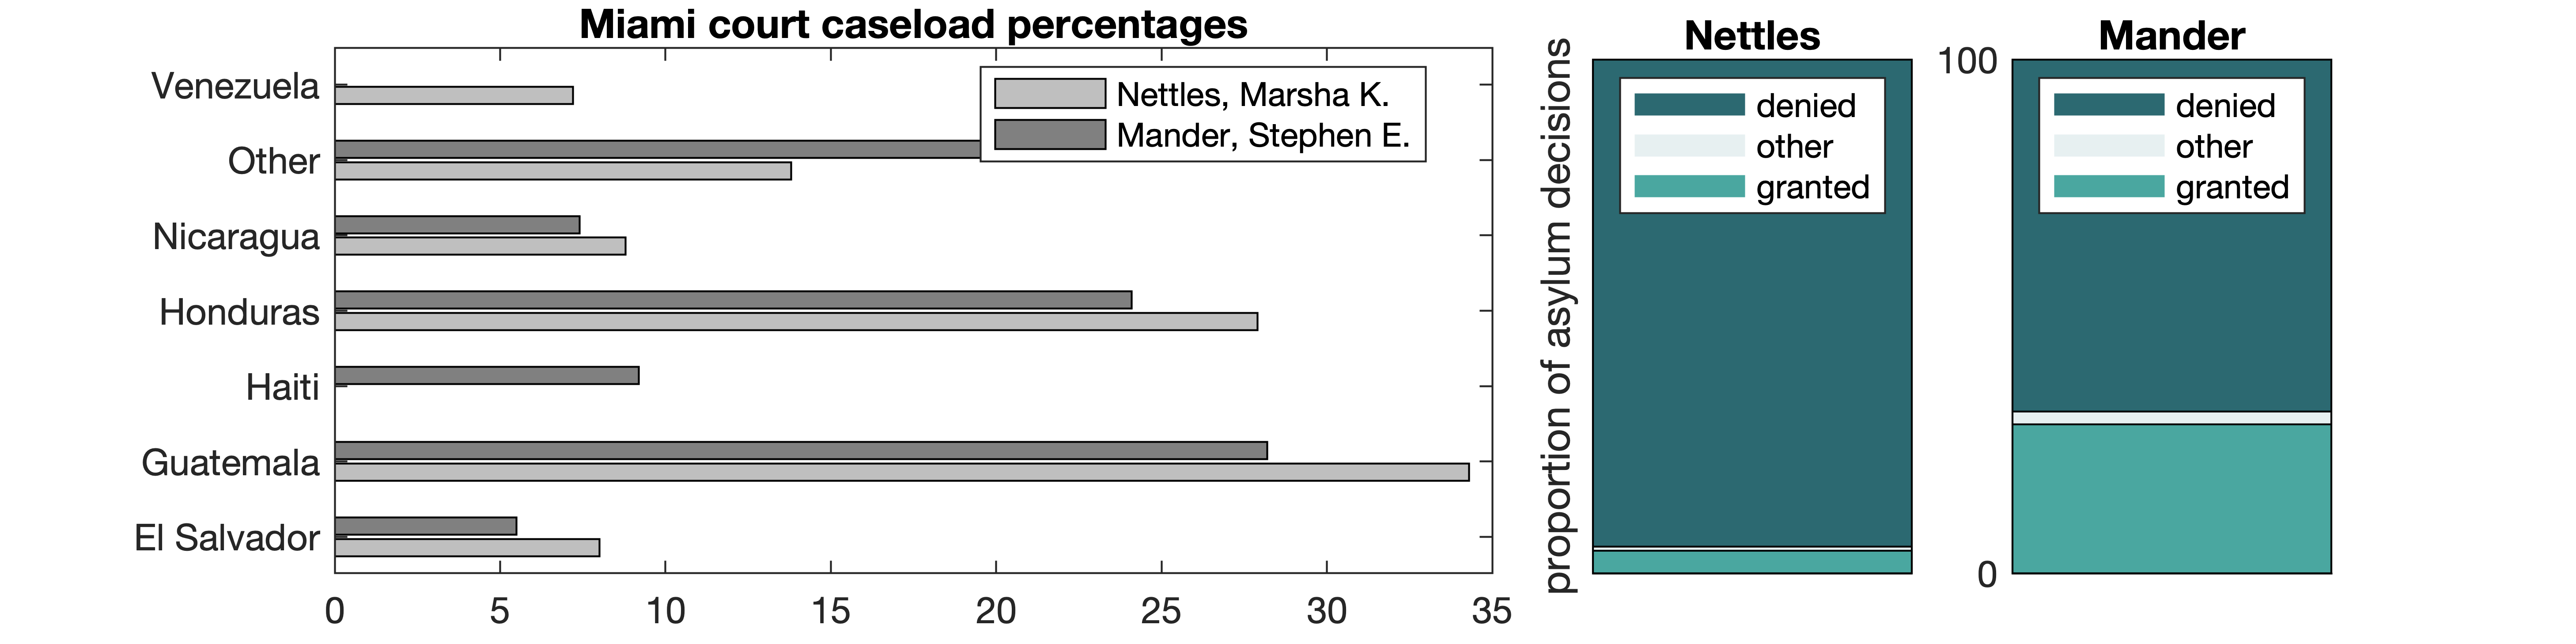 Miami court caseload percentages
Venezuela
Other
Nicaragua
Honduras
Haiti
Guatemala
El Salvador
0 5 10 15 20 25 30 35
Nettles, Marsha K.
Mander, Stephen E.
proportion of asylum decisions
Nettles
denied
other
granted
Mander
100
0
denied
other
granted